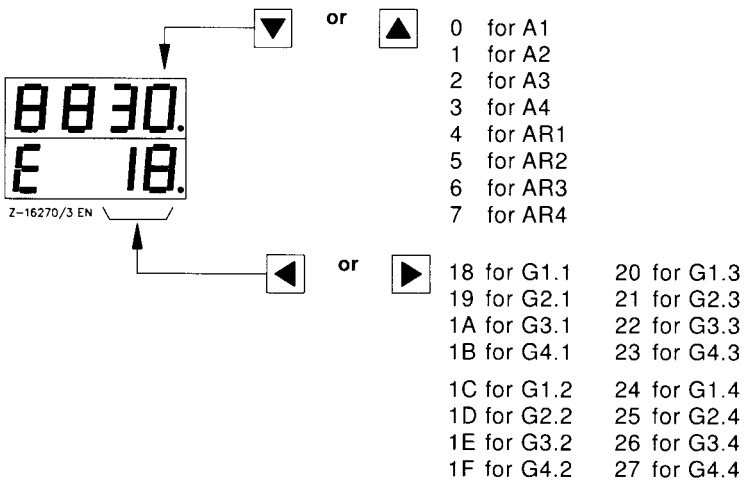 or
0 for A1
1 for A2
2 for A3
3 for A4
4 for AR1
5 for AR2
6 for AR3
7 for AR4
8830.
E 18.
Z-16270/3 EN
or
18 for G1.1 20 for G1.3
19 for G2.1 21 for G2.3
1A for G3.1 22 for G3.3
1B for G4.1 23 for G4.3
1C for G1.2 24 for G1.4
1D for G2.2 25 for G2.4
1E for G3.2 26 for G3.4
1F for G4.2 27 for G4.4